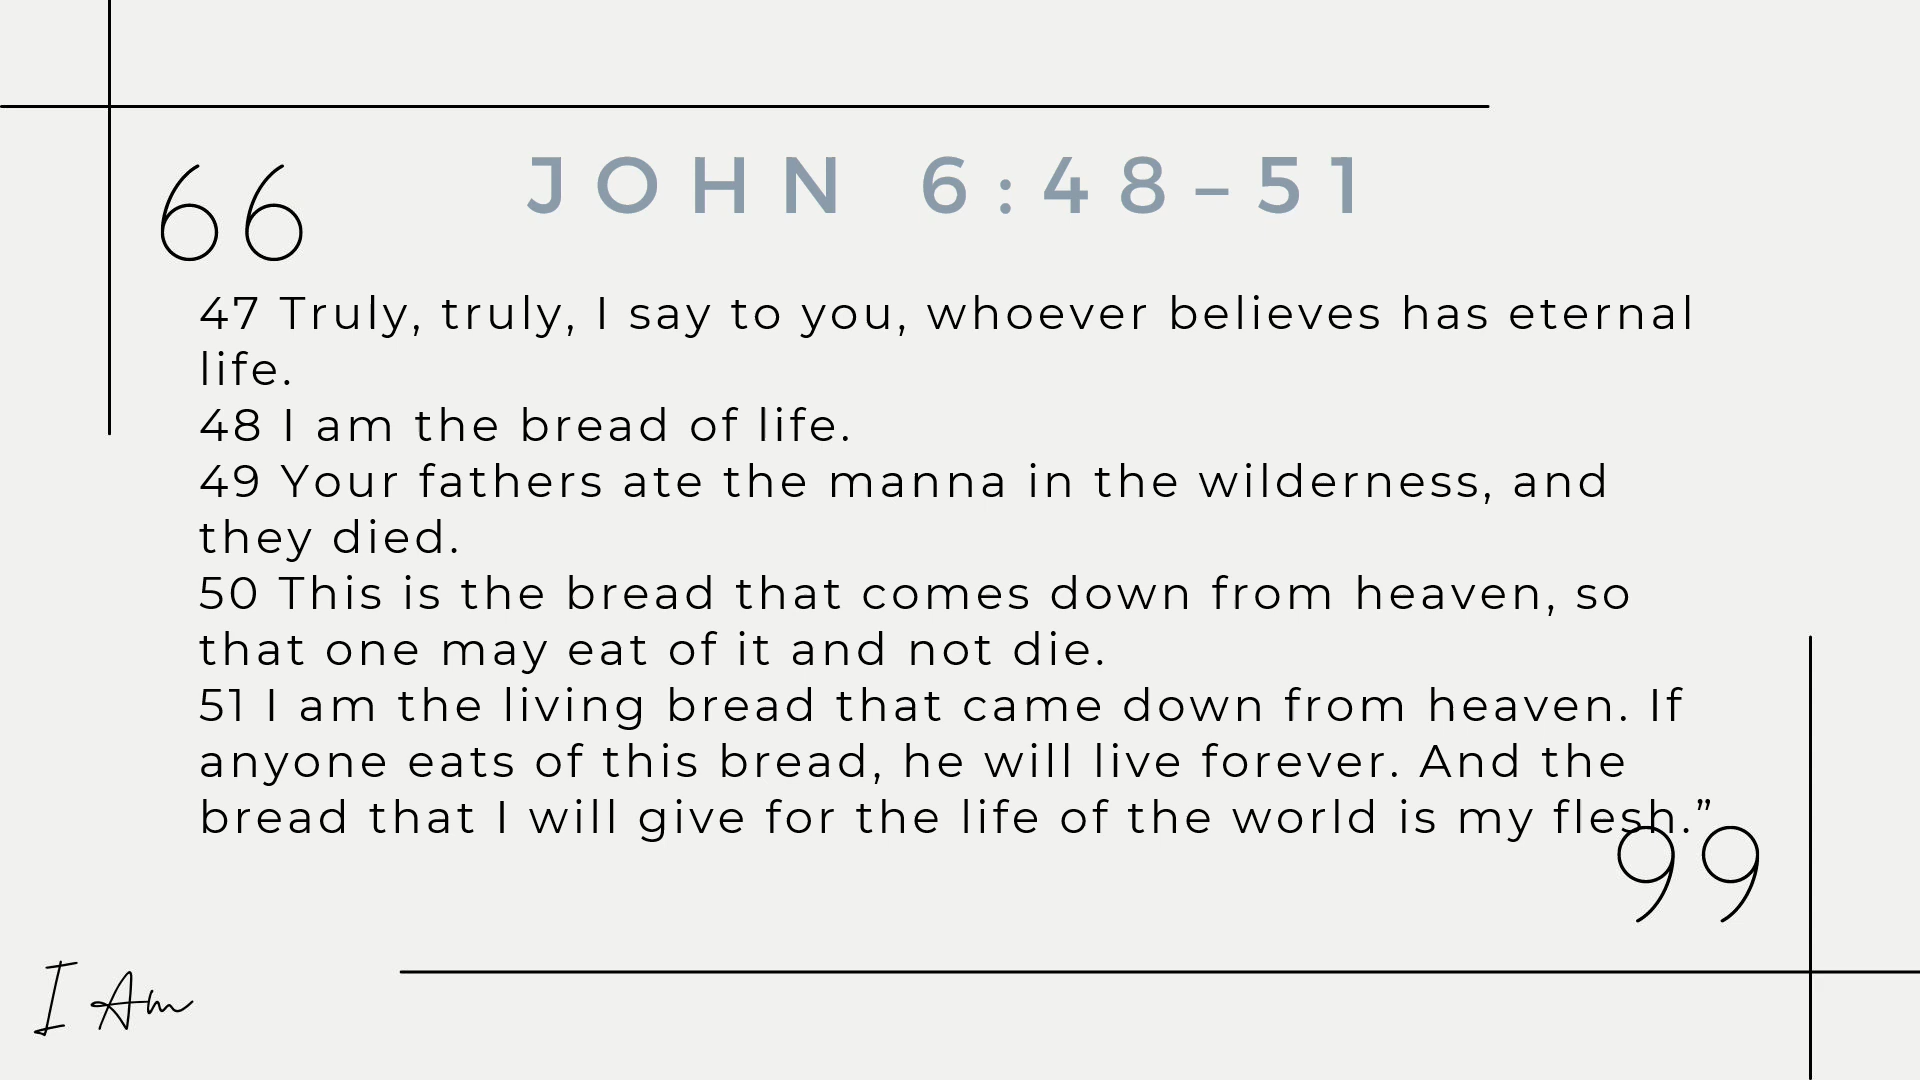 JOHN 6:48–51
47 Truly, truly, I say to you, whoever believes has eternal
life.
48 I am the bread of life.
49 Your fathers ate the manna in the wilderness, and
they died.
50 This is the bread that comes down from heaven, so
that one may eat of it and not die.
51 I am the living bread that came down from heaven. If
anyone eats of this bread, he will live forever. And the
bread that I will give for the life of the world is my flesh.”
I Am